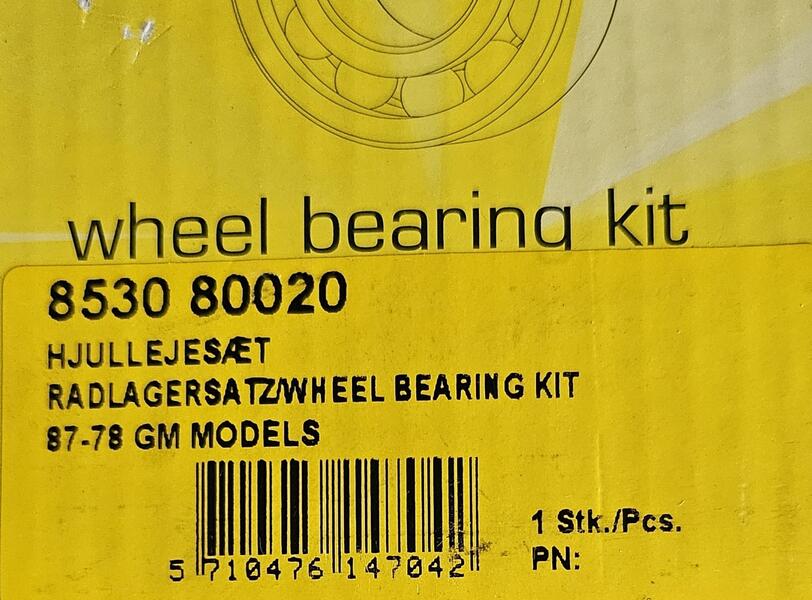 wheel bearing kit
8530 80020
HJULLEJESÆT
RADLAGERSATZ/WHEEL BEARING KIT
87-78 GM MODELS
1 Stk./Pcs.
PN:
5 710476 147042